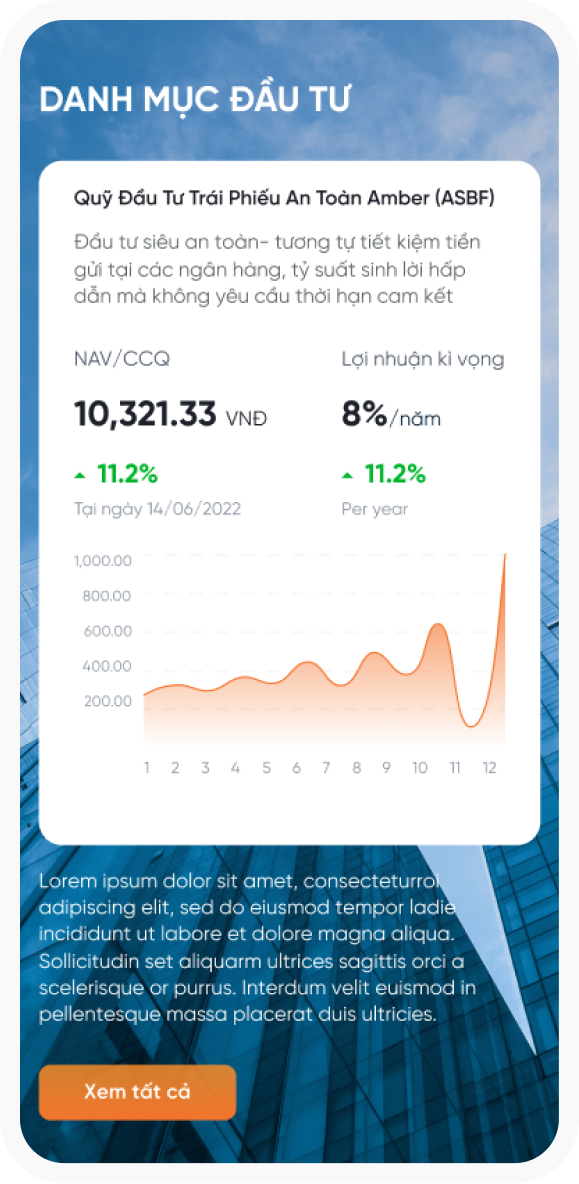 DANH MỤC ĐẦU TƯ
Quỹ Đầu Tư Trái Phiếu An Toàn Amber (ASBF)
Đầu tư siêu an toàn- tương tự tiết kiệm tiền
gửi tại các ngân hàng, tỷ suất sinh lời hấp
dẫn mà không yêu cầu thời hạn cam kết
NAV/CCQ
Lợi nhuận kì vọng
10,321.33 VNĐ
8%/năm
11.2%
11.2%
Tại ngày 14/06/2022
Per year
1,000.00
800.00
600.00
400.00
200.00
1 2 3 4 5 6 7 8 9 10 11 12
Lorem ipsum dolor sit amet, consecteturroi
adipiscing elit, sed do eiusmod tempor ladie
incididunt ut labore et dolore magna aliqua.
Sollicitudin set aliquarm ultrices sagittis orci a
scelerisque or purrus. Interdum velit euismod in
pellentesque massa placerat duis ultricies.
Xem tất cả